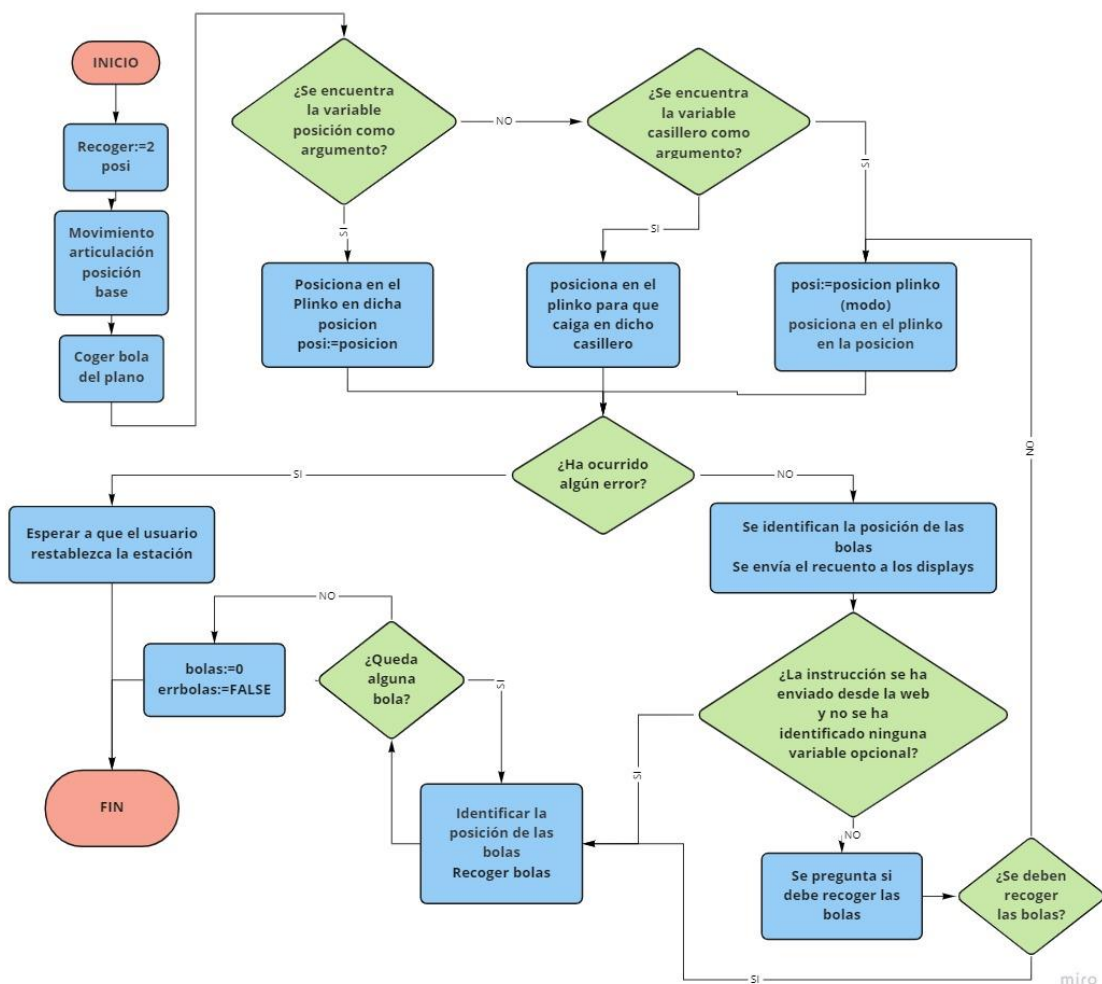 INICIO
Recoger:=2
posi
Movimiento
articulación
posición
base
Coger bola
del plano
¿Se encuentra
la variable
posición como
argumento?
NO
¿Se encuentra
la variable
casillero como
argumento?
SI
SI
SI
Posiciona en el
Plinko en dicha
posicion
posi:=posicion
posiciona en el
plinko para que
caiga en dicho
casillero
posi:=posicion plinko
(modo)
posiciona en el plinko
en la posicion
¿Ha ocurrido
algún error?
SI
NO
NO
Esperar a que el usuario
restablezca la estación
Se identifican la posición de las
bolas
Se envía el recuento a los displays
NO
bolas:=0
errbolas:=FALSE
¿Queda
alguna
bola?
SI
¿La instrucción se ha
enviado desde la web
y no se ha
identificado ninguna
variable opcional?
SI
NO
FIN
Identificar la
posición de las
bolas
Recoger bolas
Se pregunta si
debe recoger las
bolas
¿Se deben
recoger
las bolas?
SI
miro